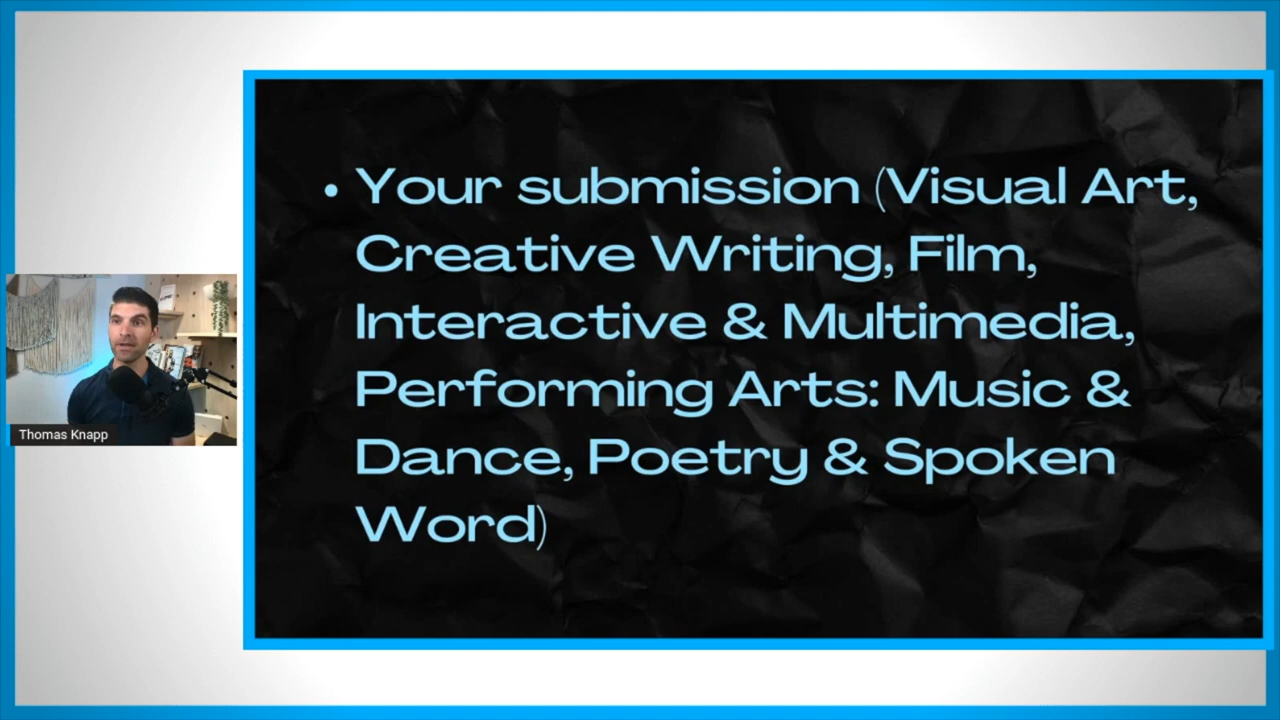 • Your submission (Visual Art,
Creative Writing, Film,
Interactive & Multimedia,
Performing Arts: Music &
Dance, Poetry & Spoken
Word)
Thomas Knapp